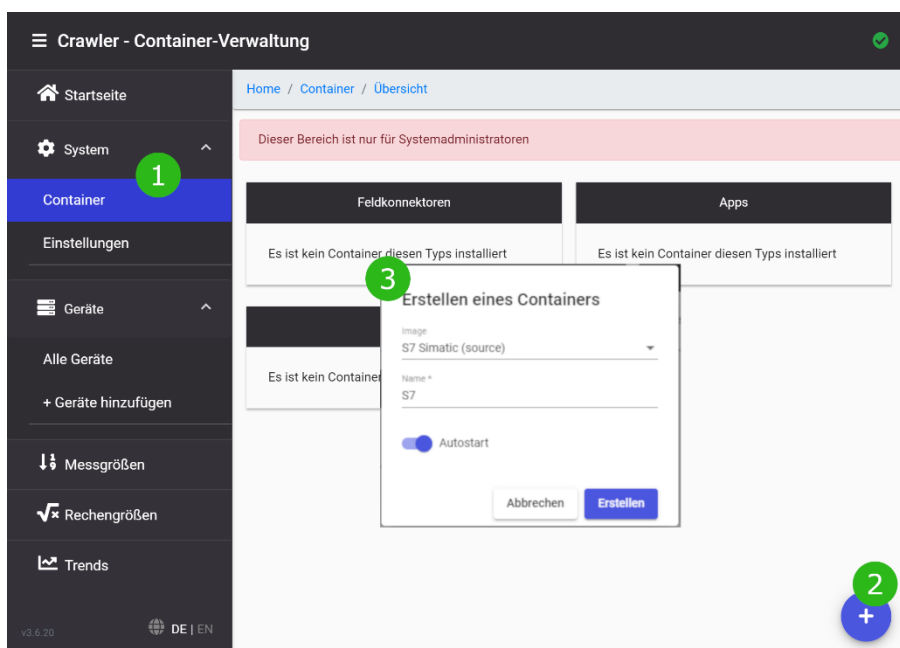 Crawler - Container-Verwaltung
Startseite
System
1
Container
Einstellungen
Geräte
Alle Geräte
+ Geräte hinzufügen
Messgrößen
Rechengrößen
Trends
v3.6.20
DE | EN
Home / Container / Übersicht
Dieser Bereich ist nur für Systemadministratoren
Feldkonnektoren
Es ist kein Container diesen Typs installiert
Apps
Es ist kein Container diesen Typs installiert
Es ist kein Container
3
Erstellen eines Containers
Image
S7 Simatic (source)
Name *
S7
Autostart
Abbrechen
Erstellen
2
+